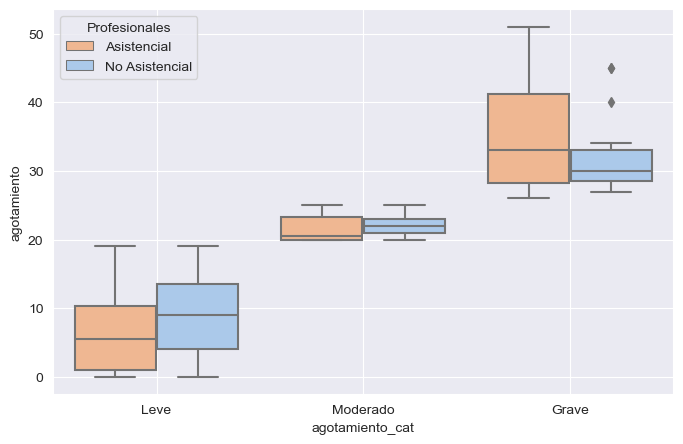 Profesionales
Asistencial
No Asistencial
50
40
30
20
10
0
agotamiento
Leve
Moderado
Grave
agotamiento_cat